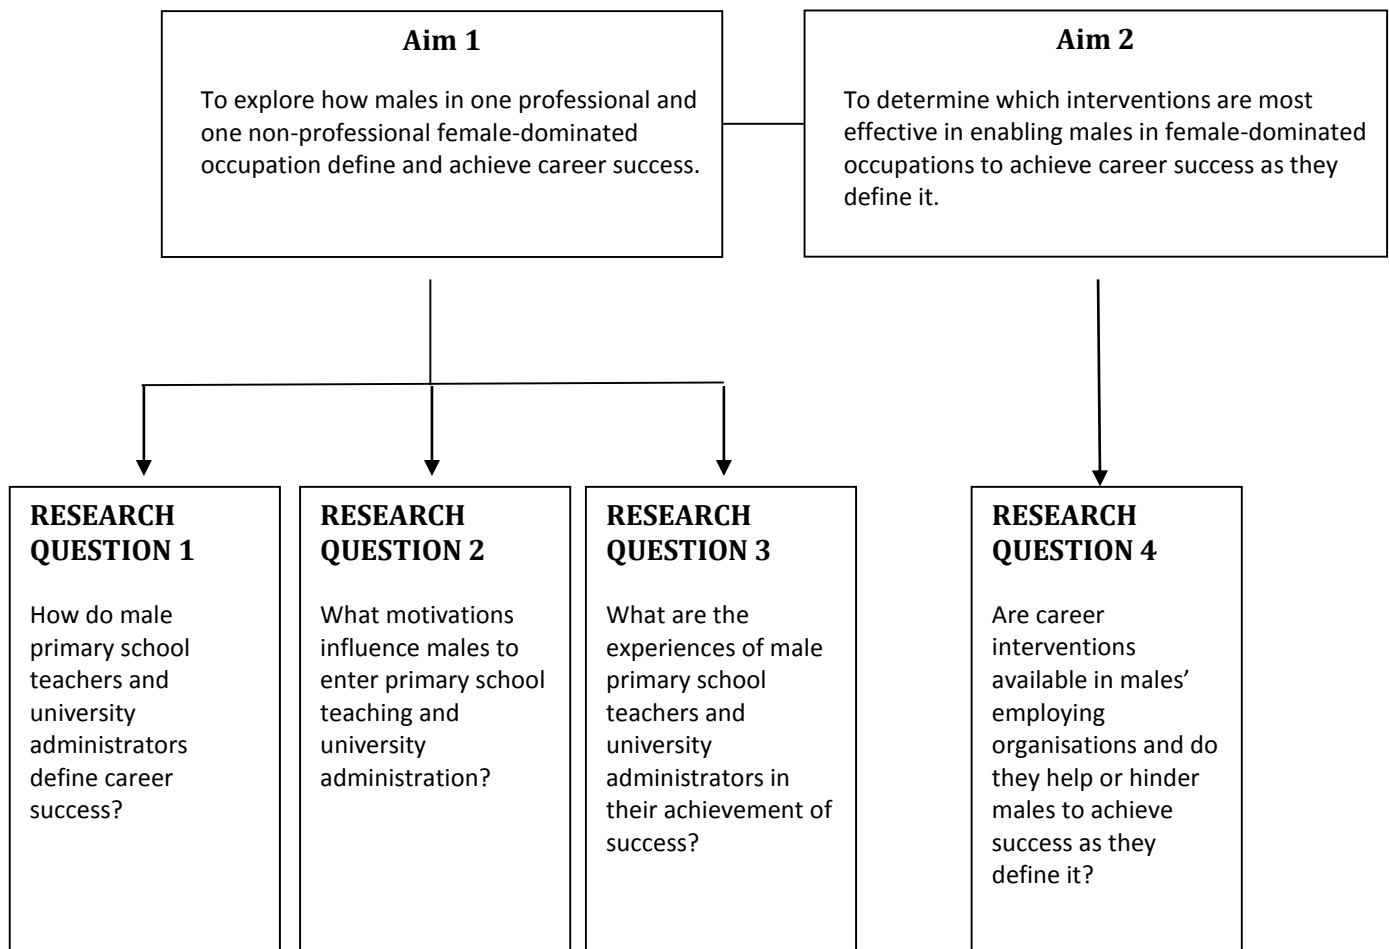 Aim 1
To explore how males in one professional and
one non-professional female-dominated
occupation define and achieve career success.
Aim 2
To determine which interventions are most
effective in enabling males in female-dominated
occupations to achieve career success as they
define it.
RESEARCH
QUESTION 1
How do male
primary school
teachers and
university
administrators
define career
success?
RESEARCH
QUESTION 2
What motivations
influence males to
enter primary school
teaching and
university
administration?
RESEARCH
QUESTION 3
What are the
experiences of male
primary school
teachers and
university
administrators in
their achievement of
success?
RESEARCH
QUESTION 4
Are career
interventions
available in males’
employing
organisations and do
they help or hinder
males to achieve
success as they
define it?